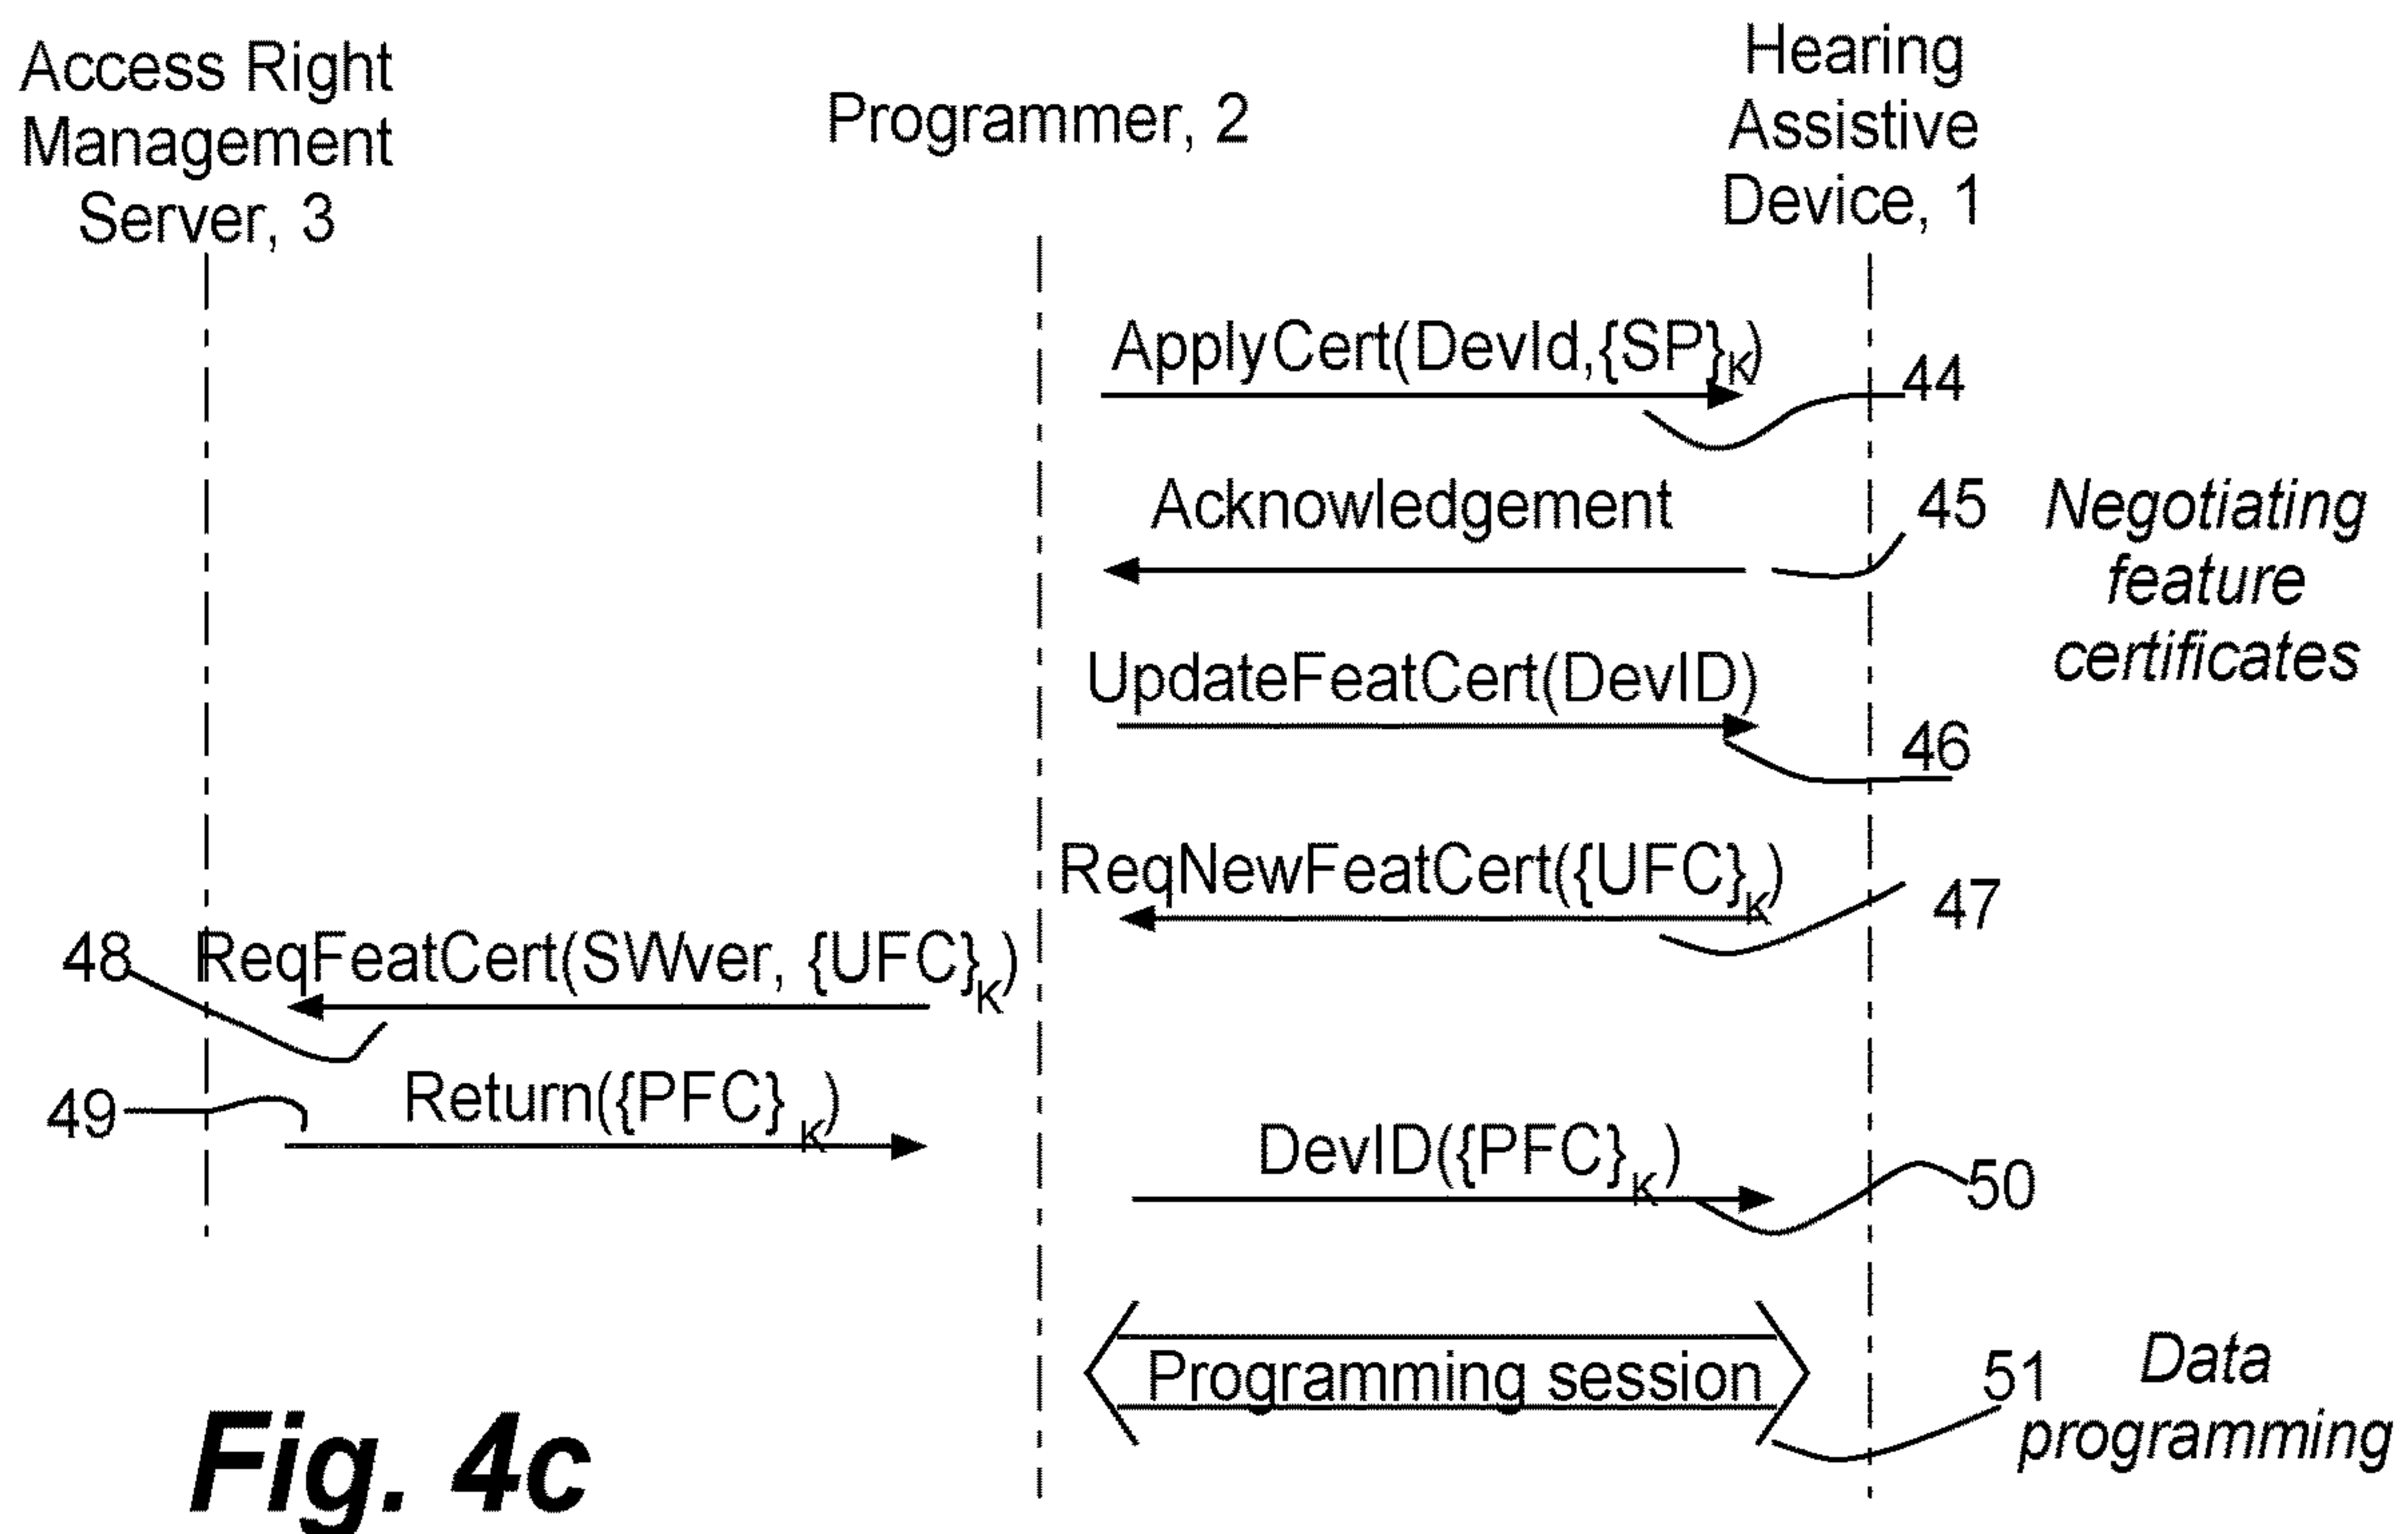 Access Right
Management
Server, 3
Programmer, 2
Hearing
Assistive
Device, 1
ApplyCert(DevId,{SP}K)
44
Acknowledgement
45
Negotiating
feature
certificates
UpdateFeatCert(DevID)
46
ReqNewFeatCert({UFC}K)
47
48
ReqFeatCert(SWver, {UFC}K)
49
Return({PFC}K)
DevID({PFC}K)
50
Programming session
51
Data
programming
Fig. 4c